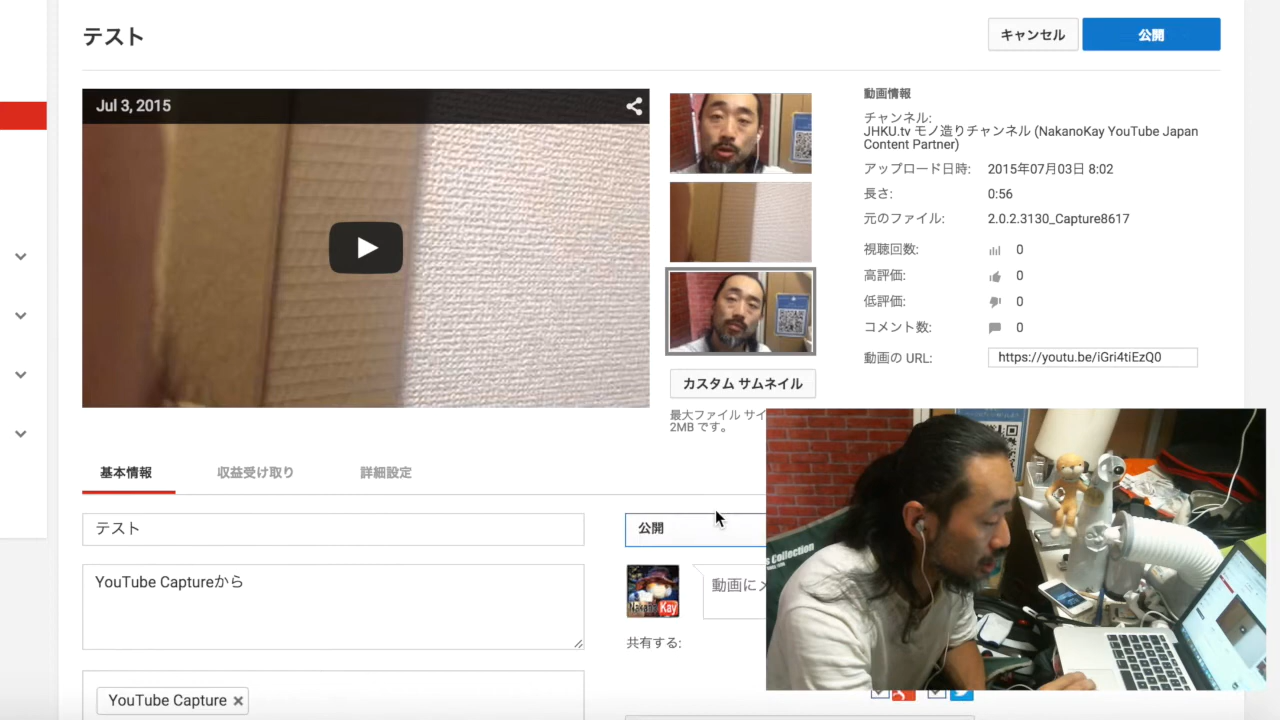 テスト
キャンセル
公開
Jul 3, 2015
動画情報
チャンネル:
JHKU.tv モノ造りチャンネル (NakanoKay YouTube Japan
Content Partner)
アップロード日時: 2015年07月03日 8:02
長さ: 0:56
元のファイル: 2.0.2.3130_Capture8617
視聴回数: 0
高評価: 0
低評価: 0
コメント数: 0
動画の URL: https://youtu.be/iGri4tiEzQ0
カスタム サムネイル
最大ファイル サイ
2MB です。
基本情報
収益受け取り
詳細設定
テスト
公開
YouTube Captureから
動画にメ
Nakano Kay
共有する:
YouTube Capture
Collection